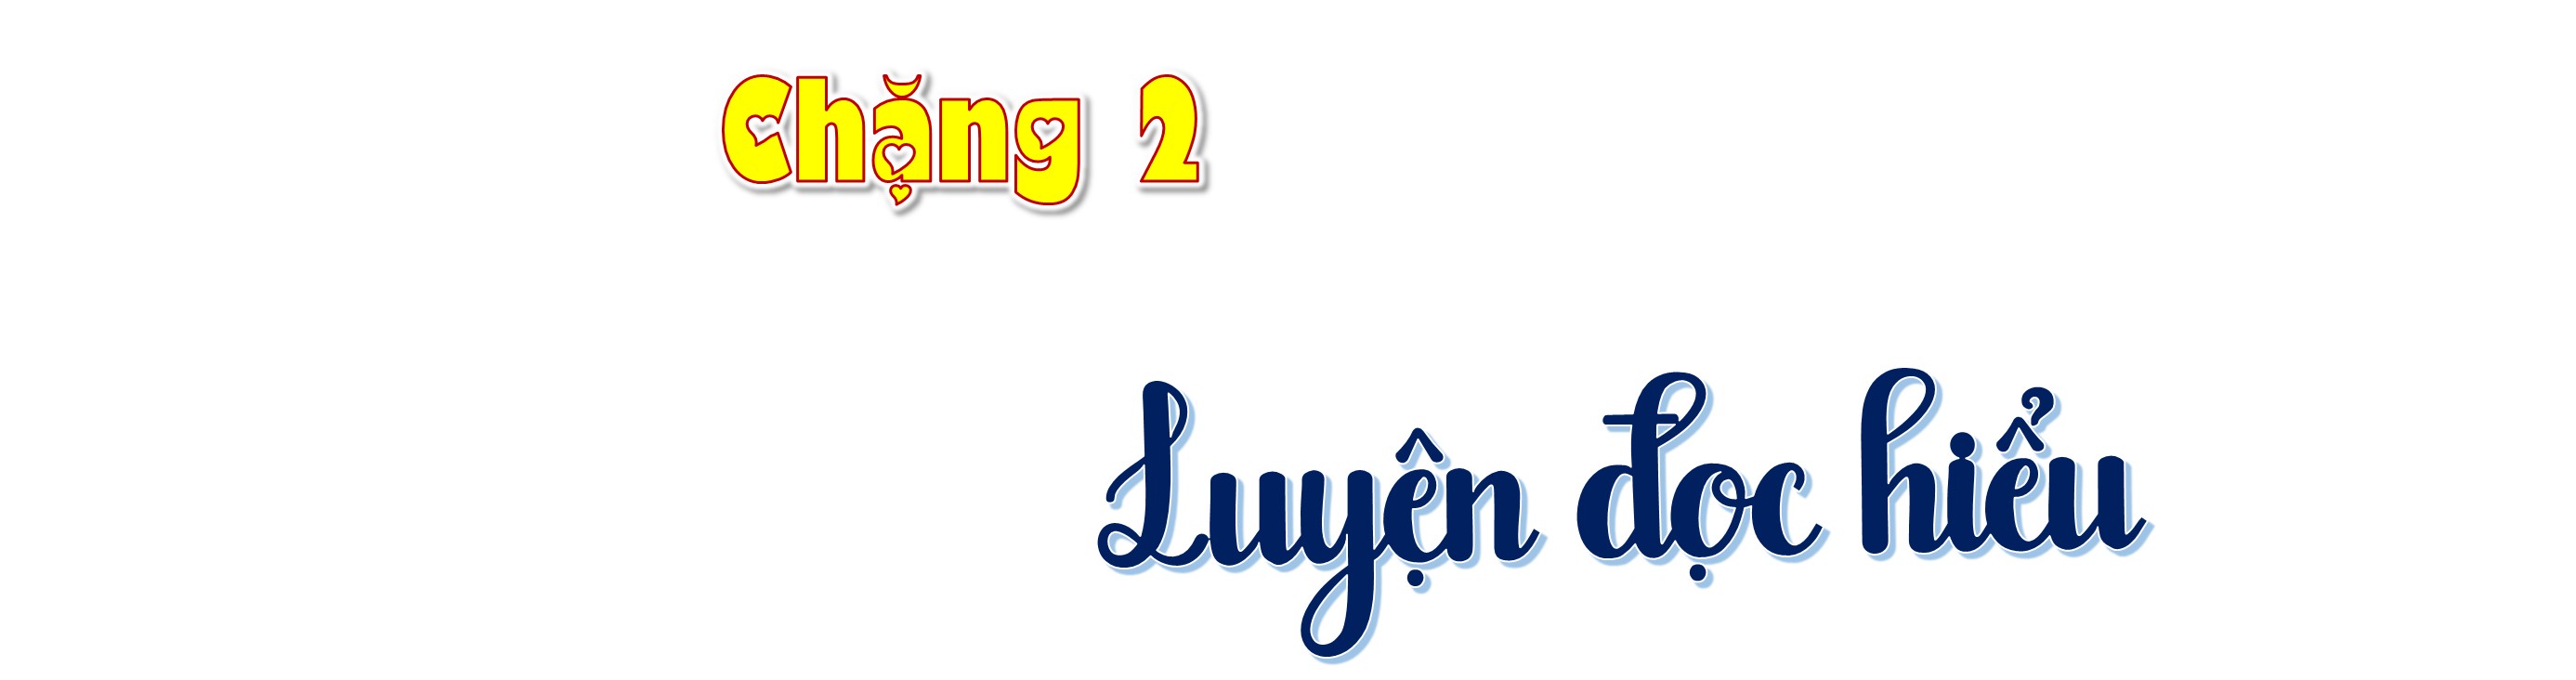 Chặng 2
Luyện đọc hiểu